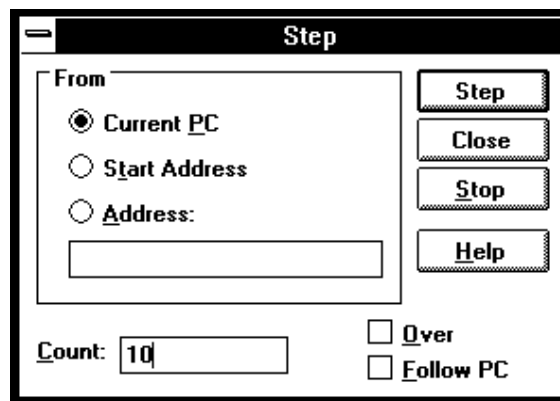 Step
From
Current PC
Start Address
Address:
Step
Close
Stop
Help
Count: 10
Over
Follow PC